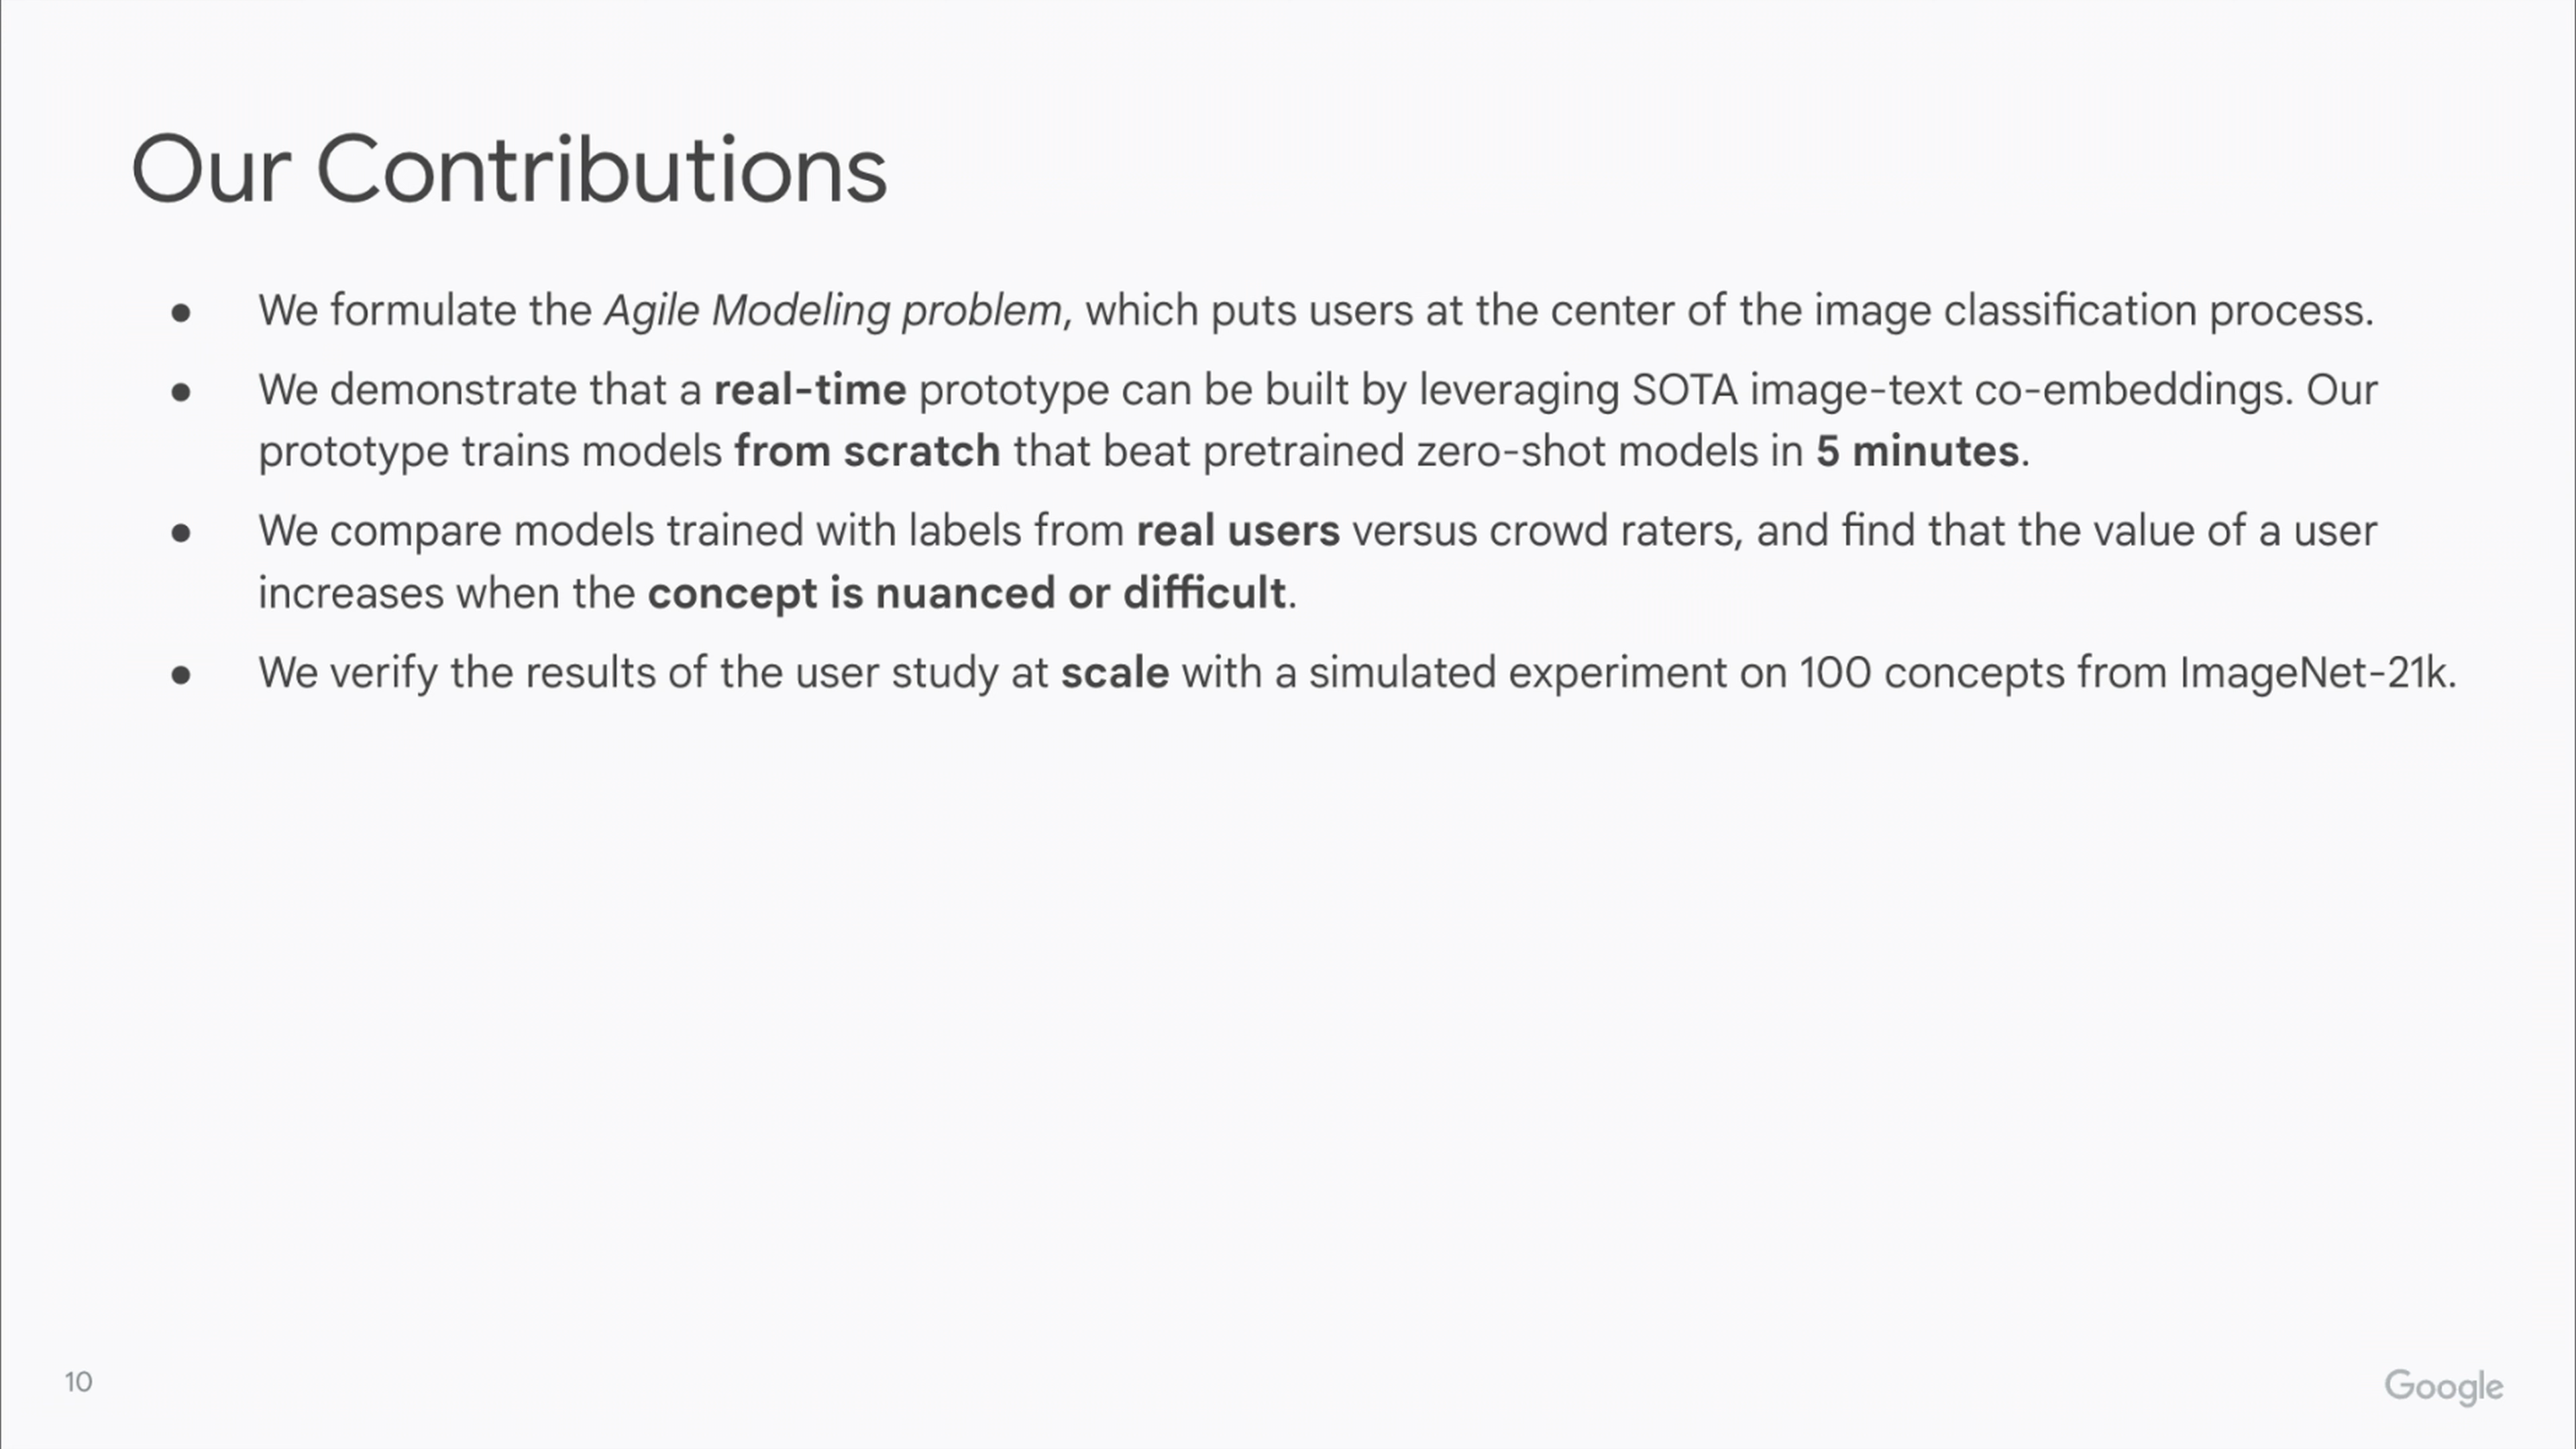 Our Contributions
● We formulate the Agile Modeling problem, which puts users at the center of the image classification process.
● We demonstrate that a real-time prototype can be built by leveraging SOTA image-text co-embeddings. Our
prototype trains models from scratch that beat pretrained zero-shot models in 5 minutes.
● We compare models trained with labels from real users versus crowd raters, and find that the value of a user
increases when the concept is nuanced or difficult.
● We verify the results of the user study at scale with a simulated experiment on 100 concepts from ImageNet-21k.
10
Google